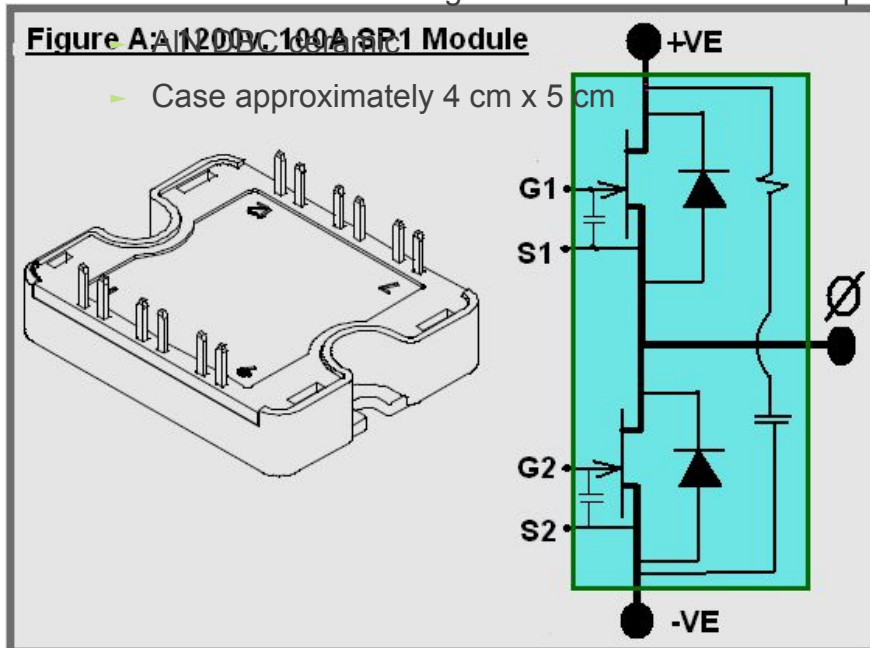 Figure A:- 1200v, 100A SP1 Module
AlN DBC ceramic
Case approximately 4 cm x 5 cm
+VE
G1
S1
Ø
G2
S2
-VE